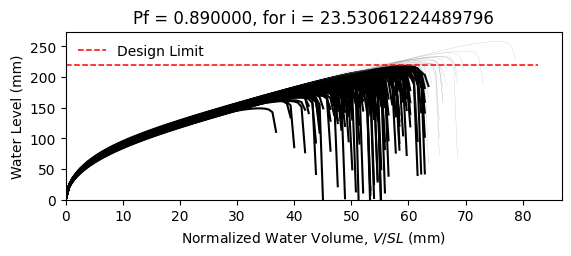 Pf = 0.890000, for i = 23.53061224489796
Design Limit
Water Level (mm)
250
200
150
100
50
0
0 10 20 30 40 50 60 70 80
Normalized Water Volume, V/SL (mm)